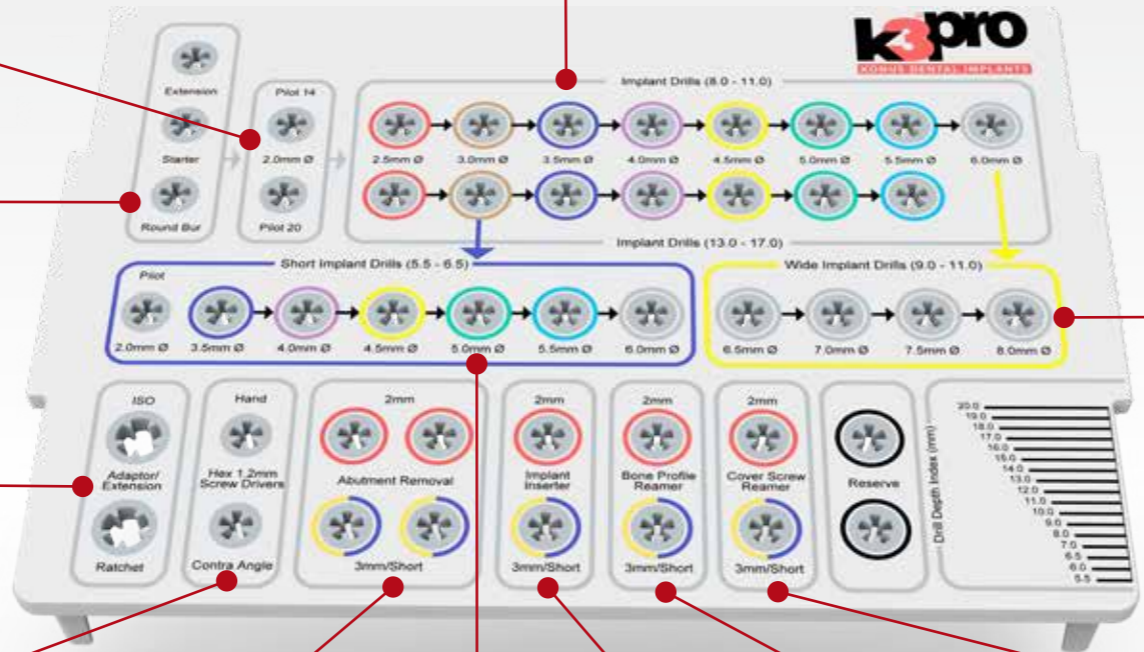 k3pro
KONUS DENTAL IMPLANTS
Extension
Starter
Round Bur
Pilot 14
2.0mm Ø
Pilot 20
Implant Drills (8.0 - 11.0)
2.5mm Ø
3.0mm Ø
3.5mm Ø
4.0mm Ø
4.5mm Ø
5.0mm Ø
5.5mm Ø
6.0mm Ø
Implant Drills (13.0 - 17.0)
Short Implant Drills (5.5 - 6.5)
Pilot
2.0mm Ø
3.5mm Ø
4.0mm Ø
4.5mm Ø
5.0mm Ø
5.5mm Ø
6.0mm Ø
Wide Implant Drills (9.0 - 11.0)
6.5mm Ø
7.0mm Ø
7.5mm Ø
8.0mm Ø
ISO
Adaptor/
Extension
Ratchet
Hand
Hex 1.2mm
Screw Drivers
Contra Angle
2mm
Abutment Removal
3mm/Short
2mm
Implant
Inserter
3mm/Short
2mm
Bone Profile
Reamer
3mm/Short
2mm
Cover Screw
Reamer
3mm/Short
Reserve
Drill Depth Index (mm)
20.0
19.0
18.0
17.0
16.0
15.0
14.0
13.0
12.0
11.0
10.0
9.0
8.0
7.0
6.5
6.0
5.5